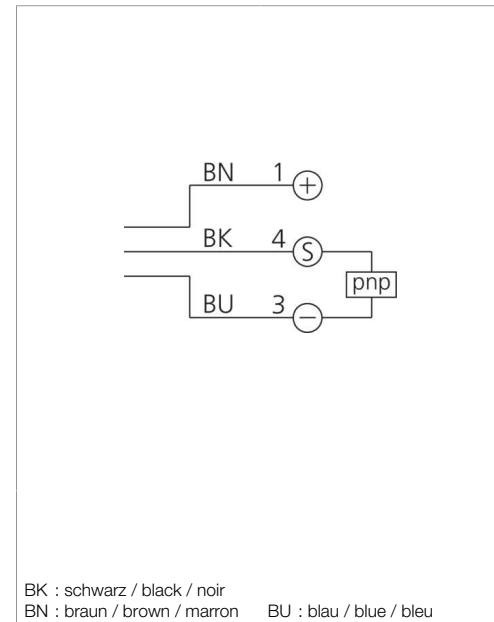 BN 1 +
BK 4 S
pnp
BU 3 −
BK : schwarz / black / noir
BN : braun / brown / marron BU : blau / blue / bleu